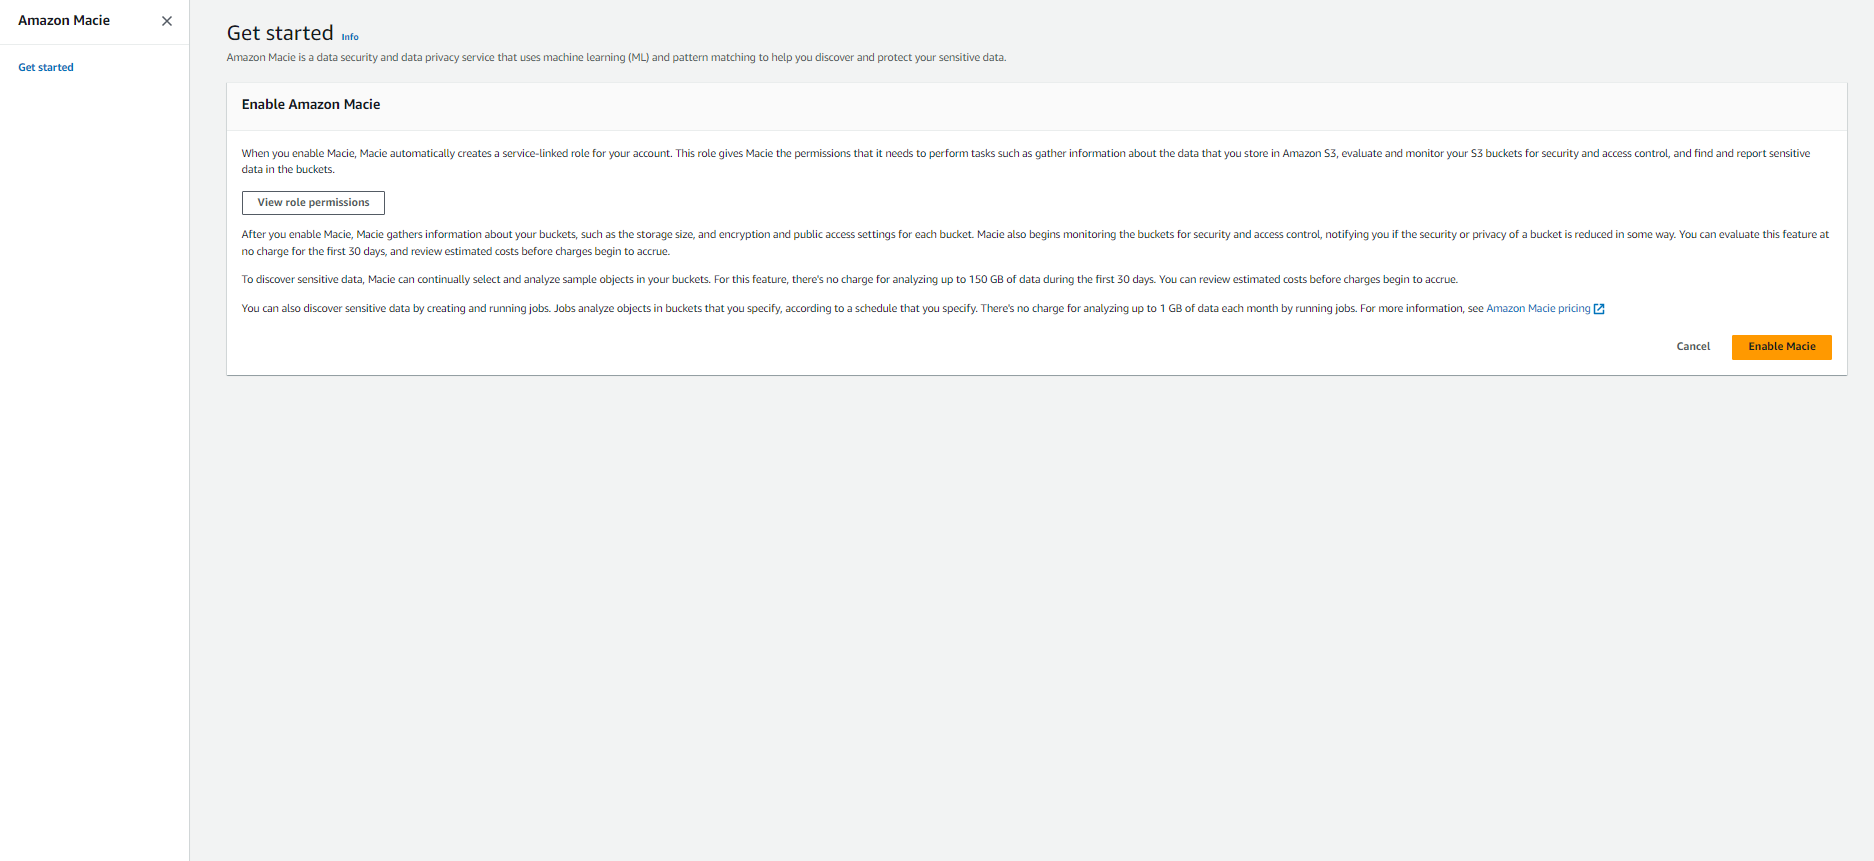 Amazon Macie
Get started
Get started Info
Amazon Macie is a data security and data privacy service that uses machine learning (ML) and pattern matching to help you discover and protect your sensitive data.
Enable Amazon Macie
When you enable Macie, Macie automatically creates a service-linked role for your account. This role gives Macie the permissions that it needs to perform tasks such as gather information about the data that you store in Amazon S3, evaluate and monitor your S3 buckets for security and access control, and find and report sensitive
data in the buckets.
View role permissions
After you enable Macie, Macie gathers information about your buckets, such as the storage size, and encryption and public access settings for each bucket. Macie also begins monitoring the buckets for security and access control, notifying you if the security or privacy of a bucket is reduced in some way. You can evaluate this feature at
no charge for the first 30 days, and review estimated costs before charges begin to accrue.
To discover sensitive data, Macie can continually select and analyze sample objects in your buckets. For this feature, there's no charge for analyzing up to 150 GB of data during the first 30 days. You can review estimated costs before charges begin to accrue.
You can also discover sensitive data by creating and running jobs. Jobs analyze objects in buckets that you specify, according to a schedule that you specify. There's no charge for analyzing up to 1 GB of data each month by running jobs. For more information, see Amazon Macie pricing
Cancel Enable Macie